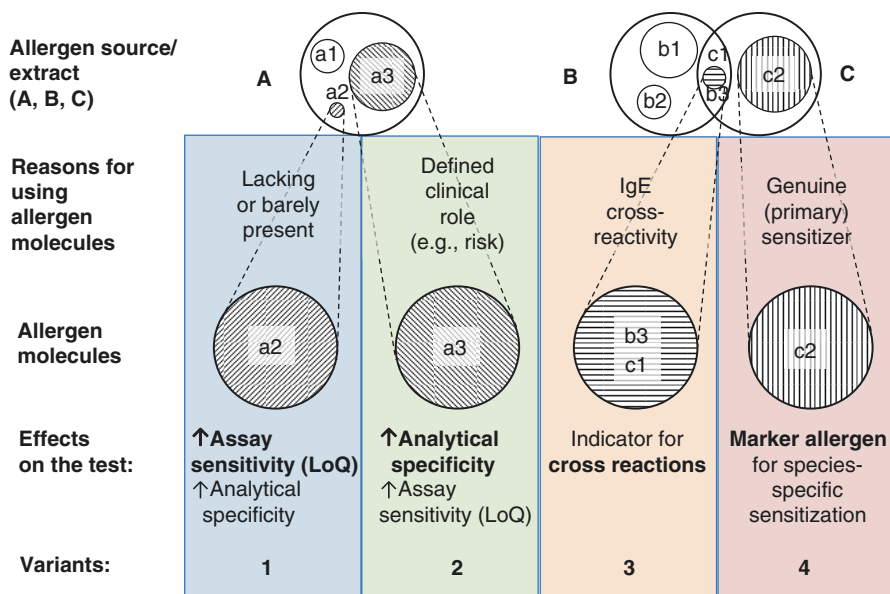 Allergen source/
extract
(A, B, C)
A
a1
a2
a3
B
b1
b2
c1
b3
c2
C
Reasons for
using
allergen
molecules
Lacking
or barely
present
Defined
clinical
role
(e.g., risk)
IgE
cross-
reactivity
Genuine
(primary)
sensitizer
Allergen
molecules
a2
a3
b3
c1
c2
Effects
on the test:
↑Assay
sensitivity (LoQ)
↑Analytical
specificity
↑Analytical
specificity
↑Assay
sensitivity (LoQ)
Indicator for
cross reactions
Marker allergen
for species-
specific
sensitization
Variants:
1
2
3
4